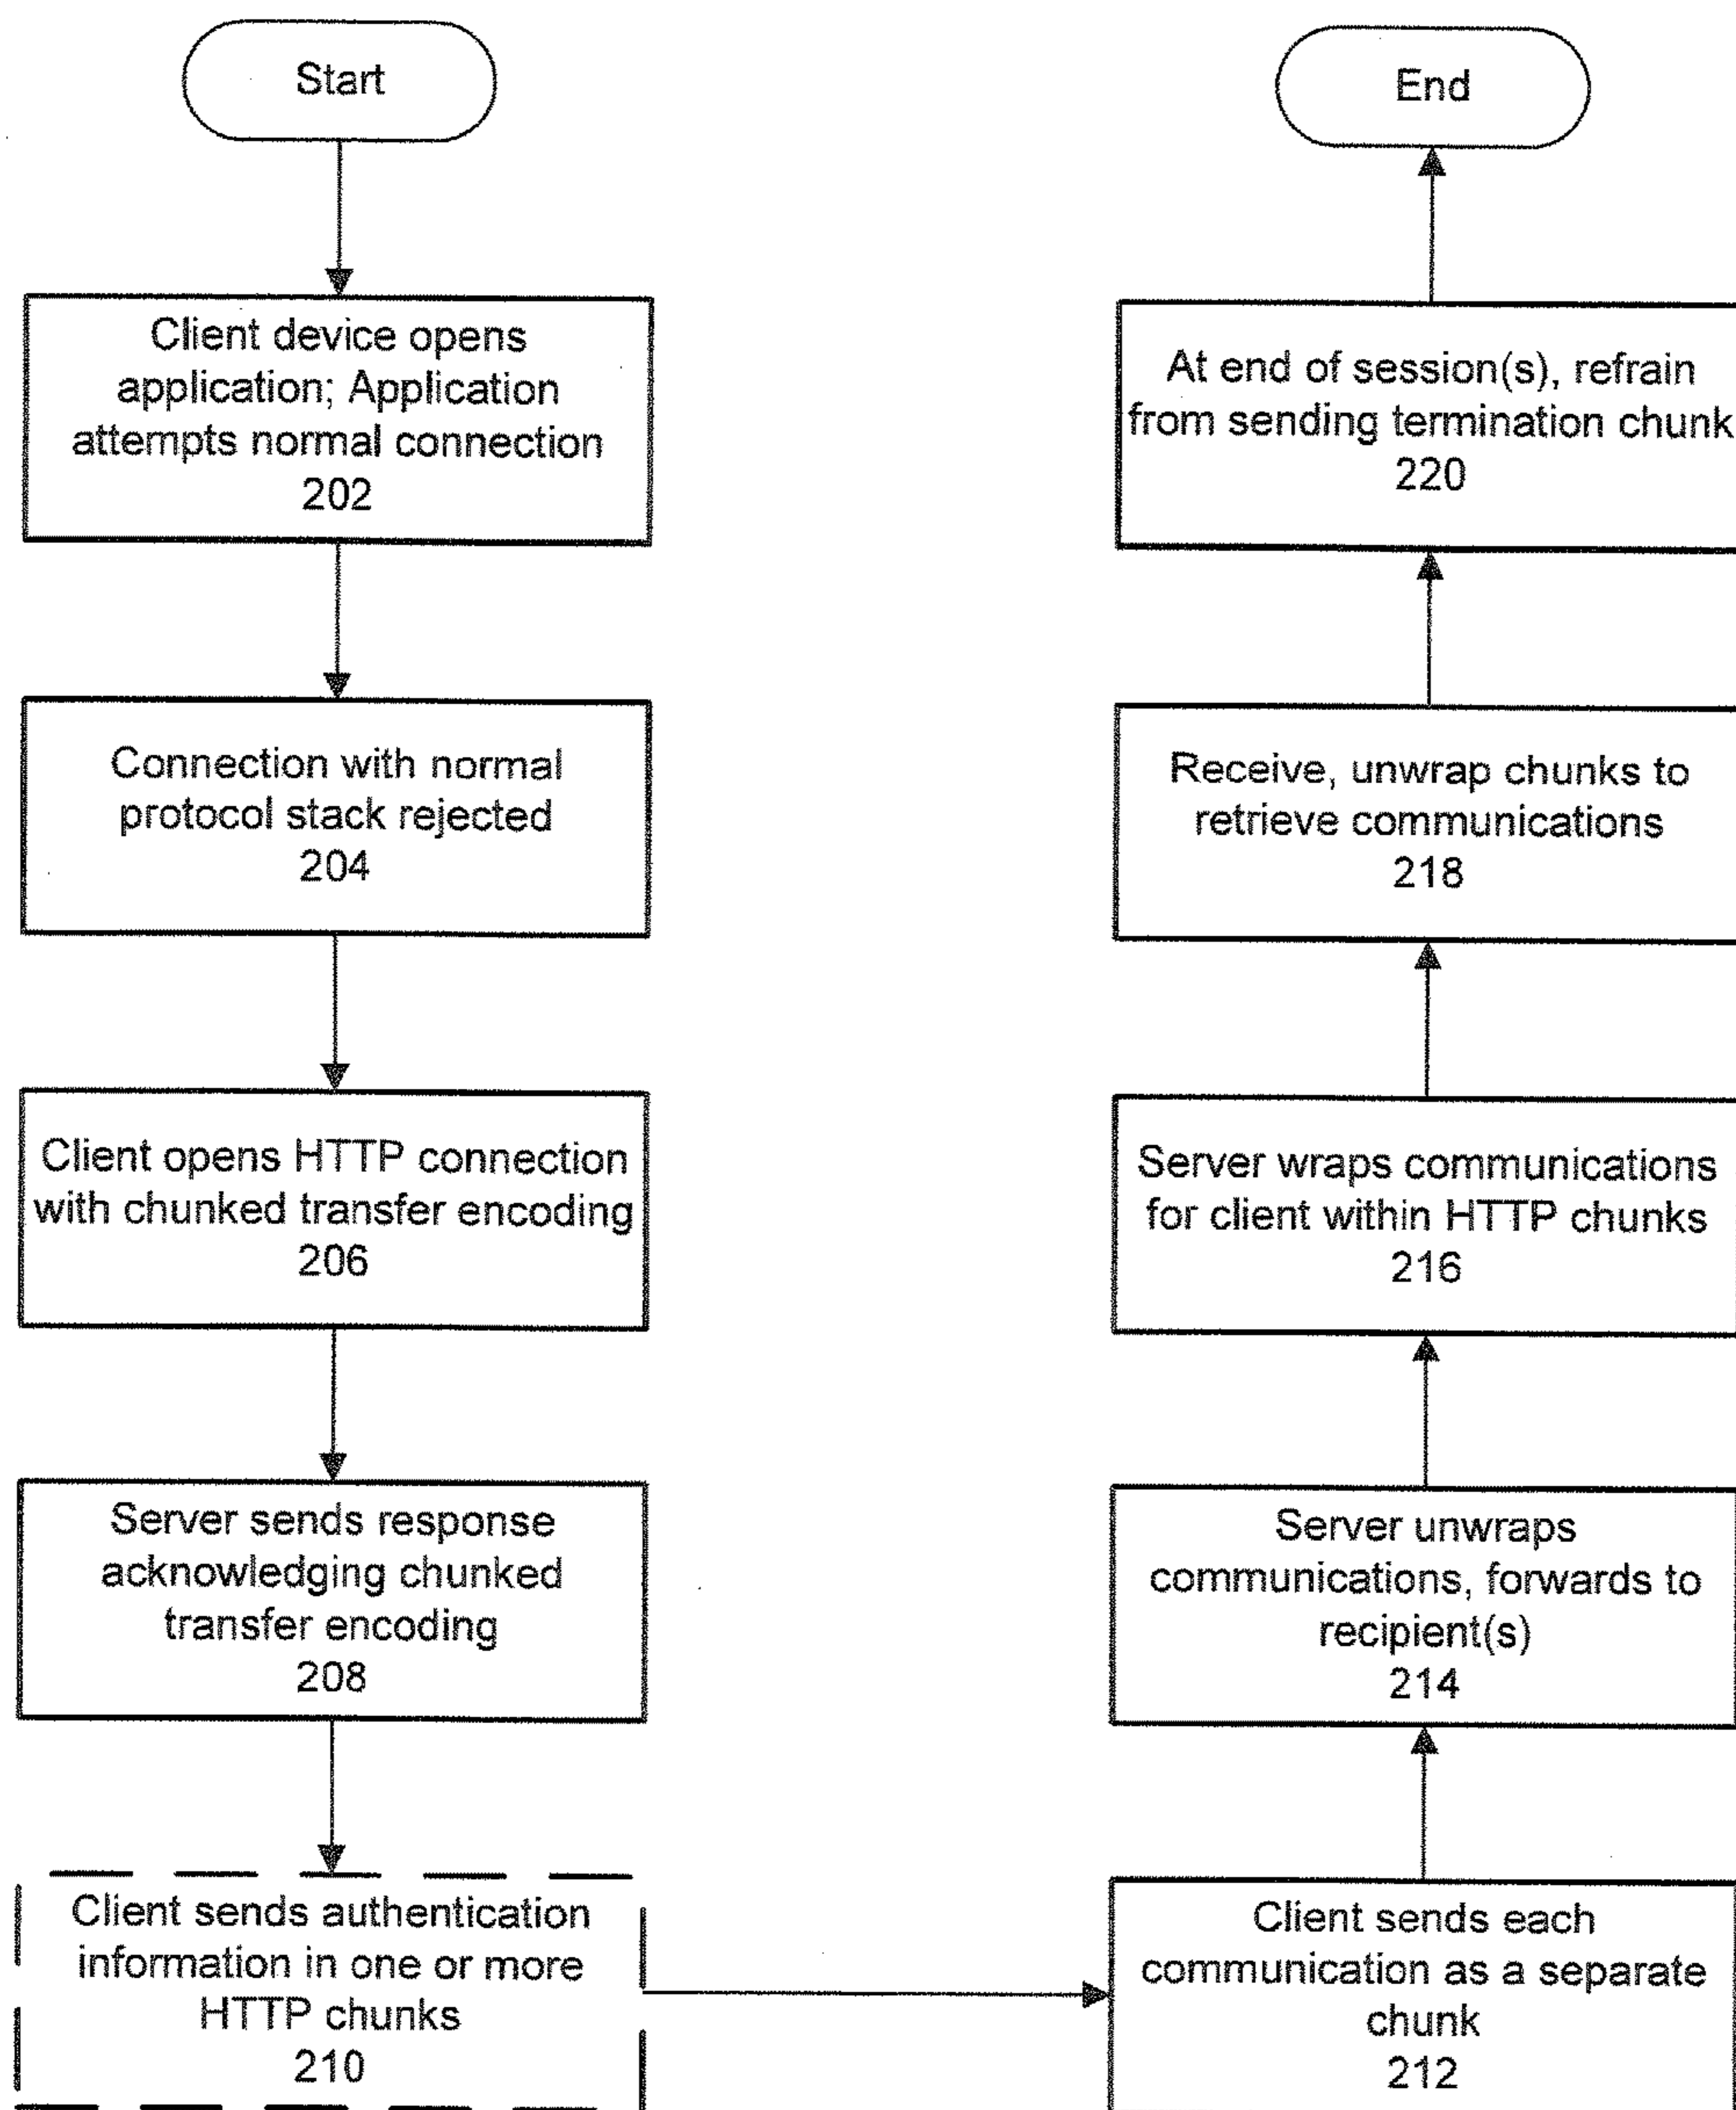 Start
Client device opens
application; Application
attempts normal connection
202
Connection with normal
protocol stack rejected
204
Client opens HTTP connection
with chunked transfer encoding
206
Server sends response
acknowledging chunked
transfer encoding
208
Client sends authentication
information in one or more
HTTP chunks
210
Client sends each
communication as a separate
chunk
212
Server unwraps
communications, forwards to
recipient(s)
214
Server wraps communications
for client within HTTP chunks
216
Receive, unwrap chunks to
retrieve communications
218
At end of session(s), refrain
from sending termination chunk
220
End